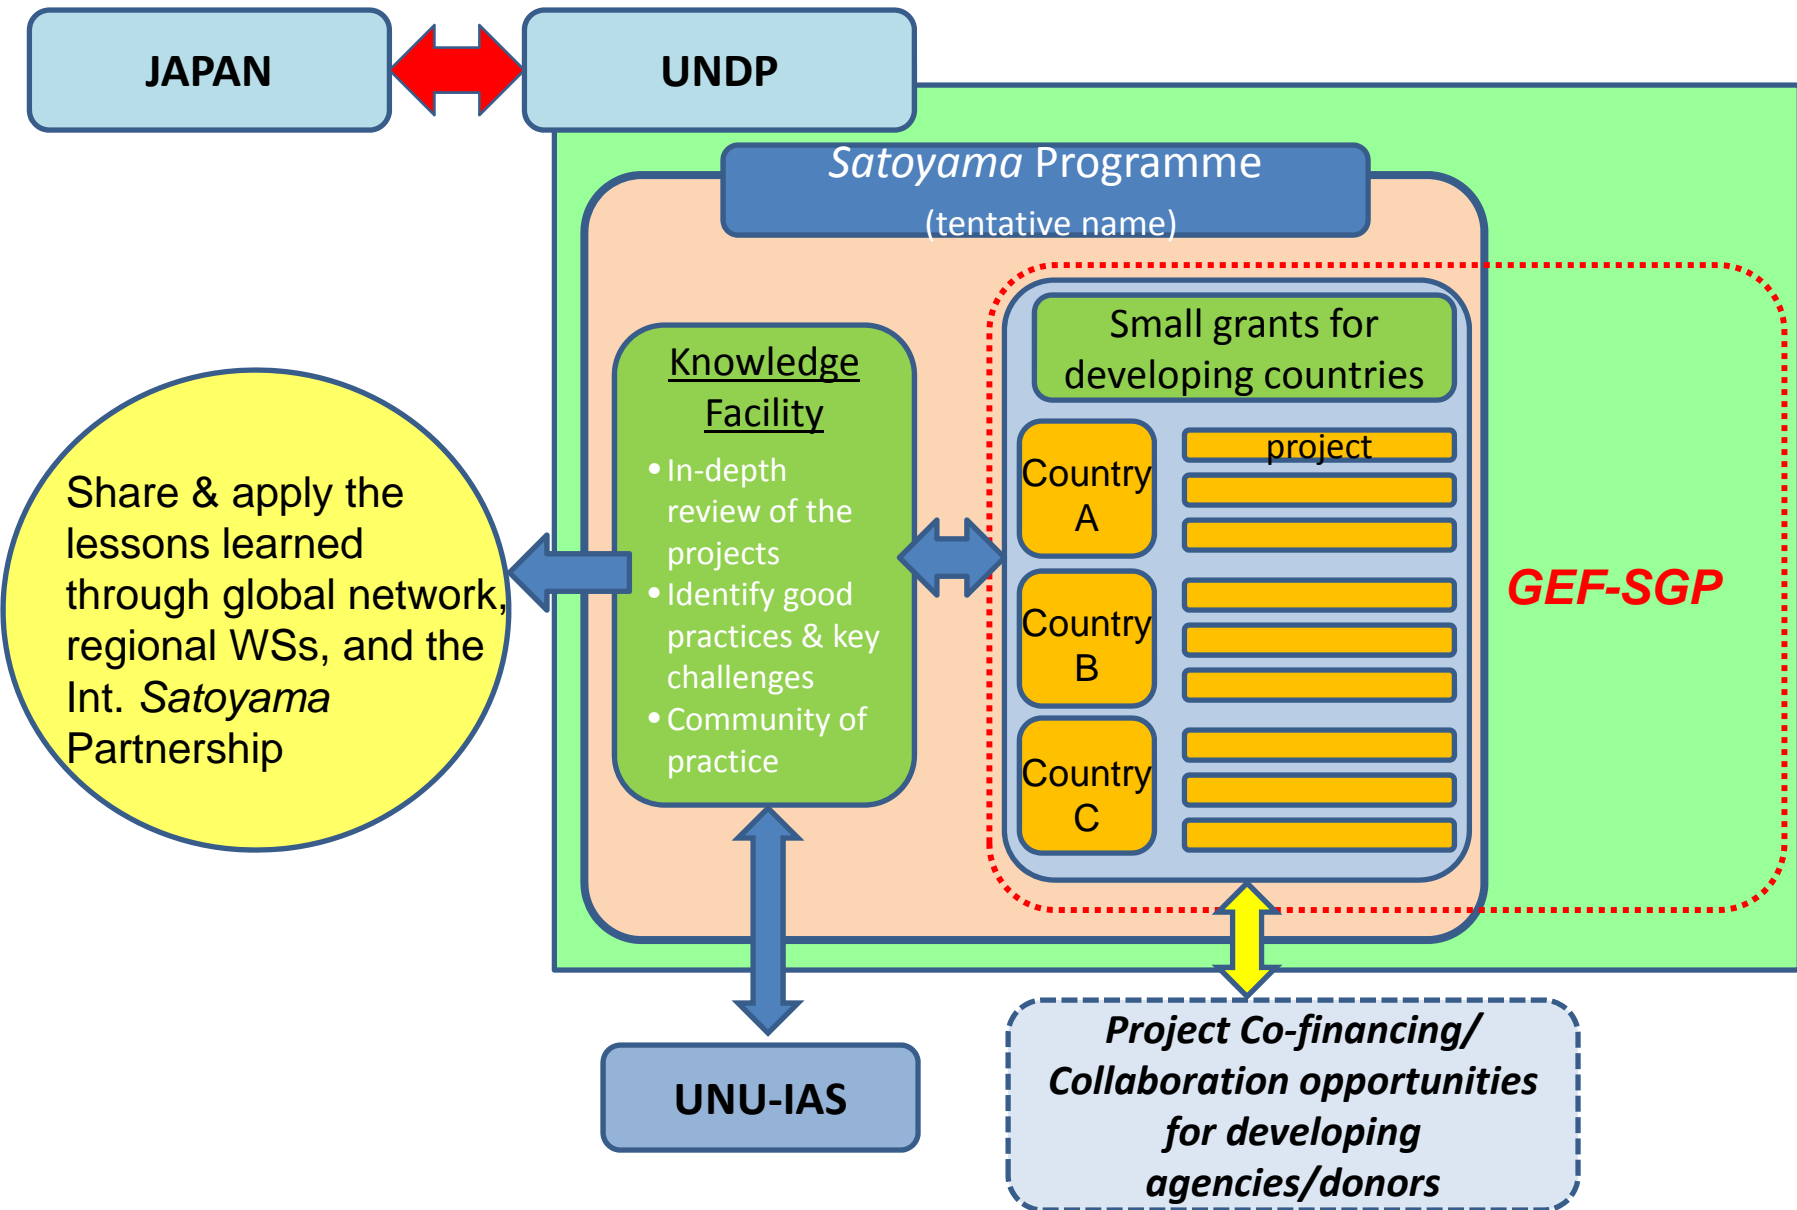 JAPAN
UNDP
Satoyama Programme
(tentative name)
Small grants for
developing countries
Knowledge
Facility
• In-depth
review of the
projects
• Identify good
practices & key
challenges
• Community of
practice
Country
A
project
Country
B
Country
C
GEF-SGP
Share & apply the
lessons learned
through global network,
regional WSs, and the
Int. Satoyama
Partnership
UNU-IAS
Project Co-financing/
Collaboration opportunities
for developing
agencies/donors